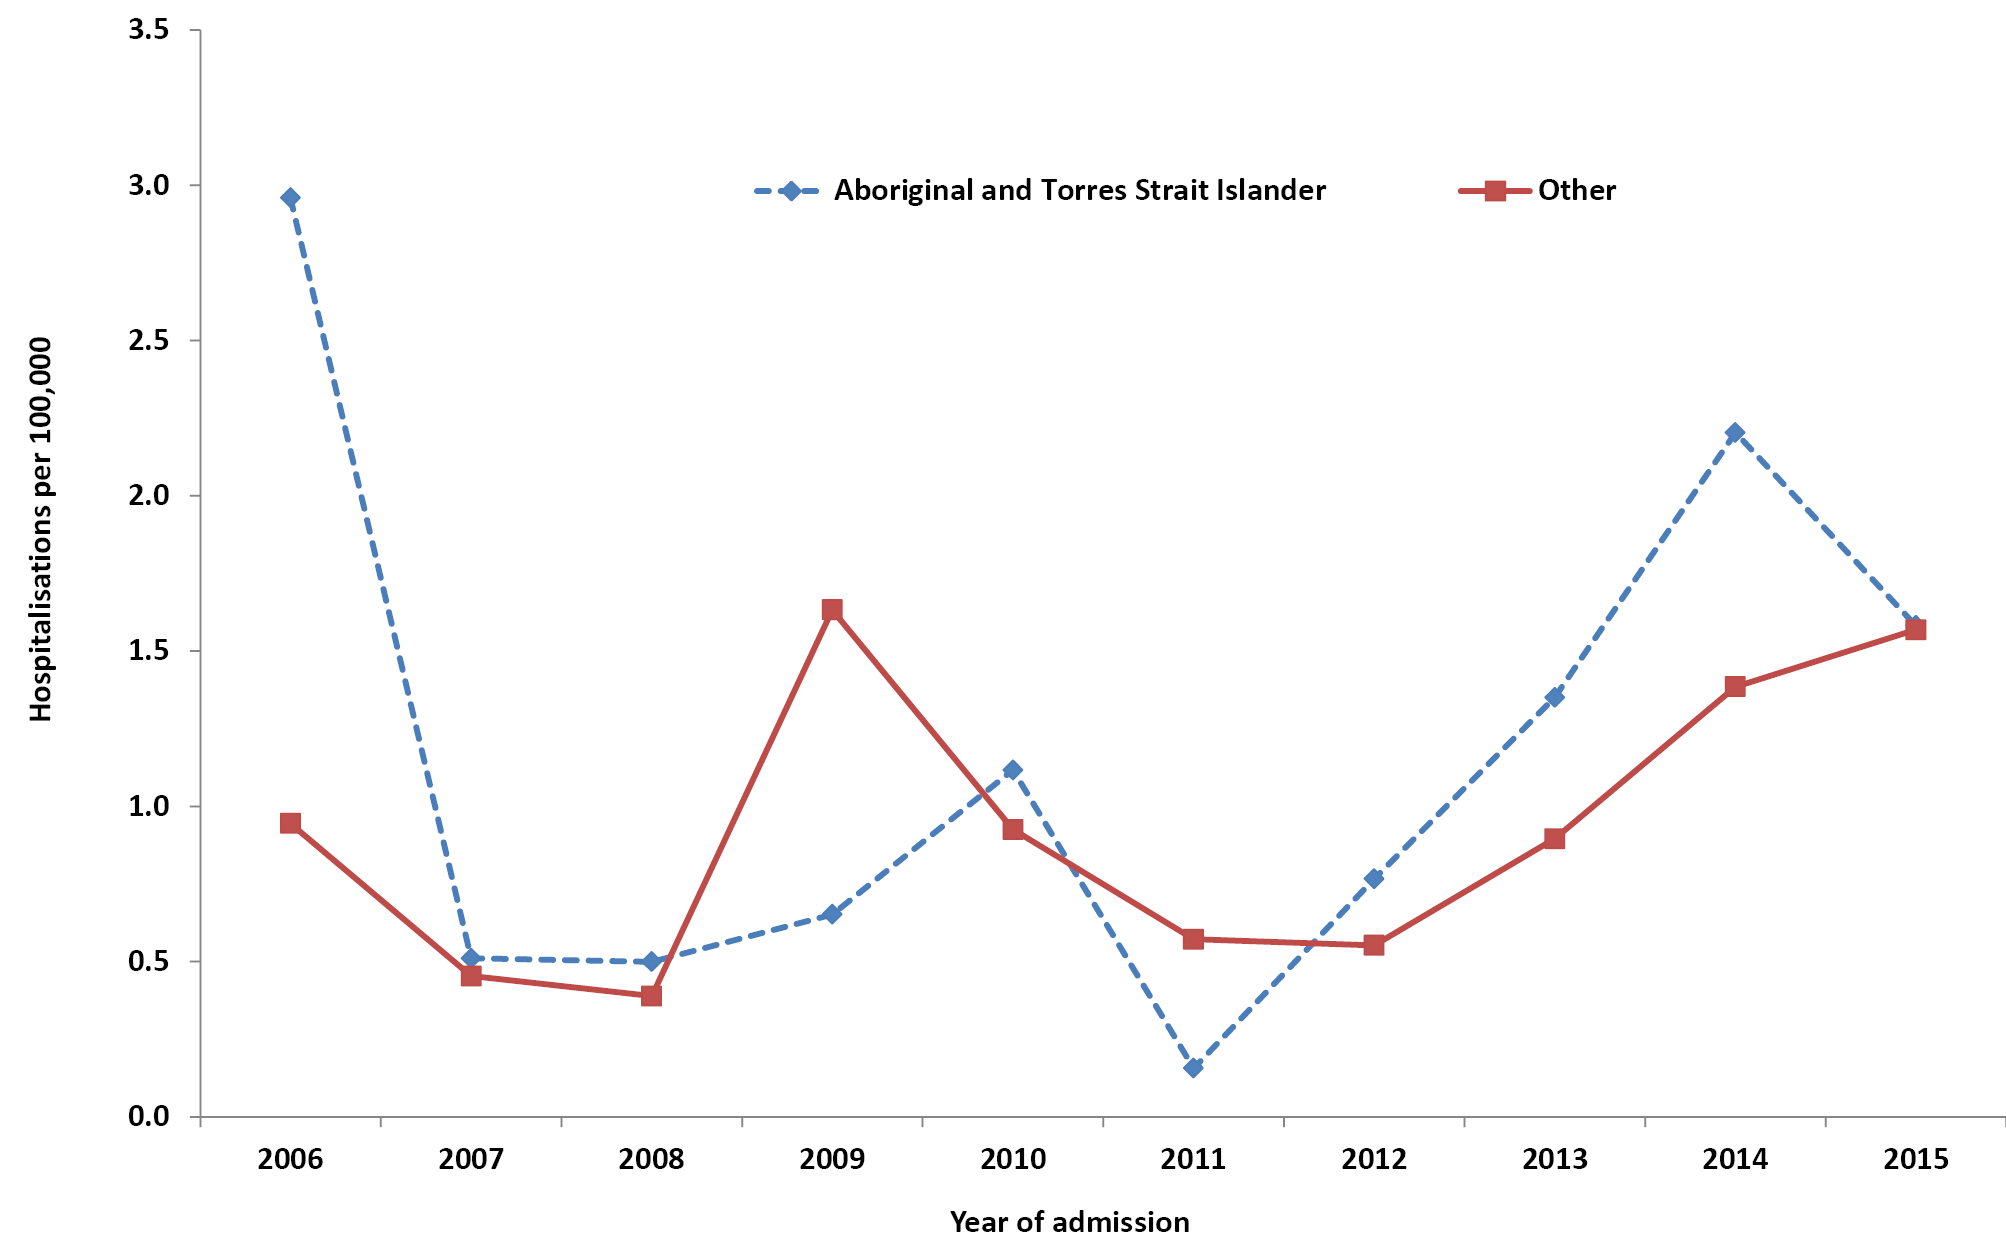 3.5
3.0
2.5
2.0
1.5
1.0
0.5
0.0
Hospitalisations per 100,000
Aboriginal and Torres Strait Islander
Other
2006 2007 2008 2009 2010 2011 2012 2013 2014 2015
Year of admission